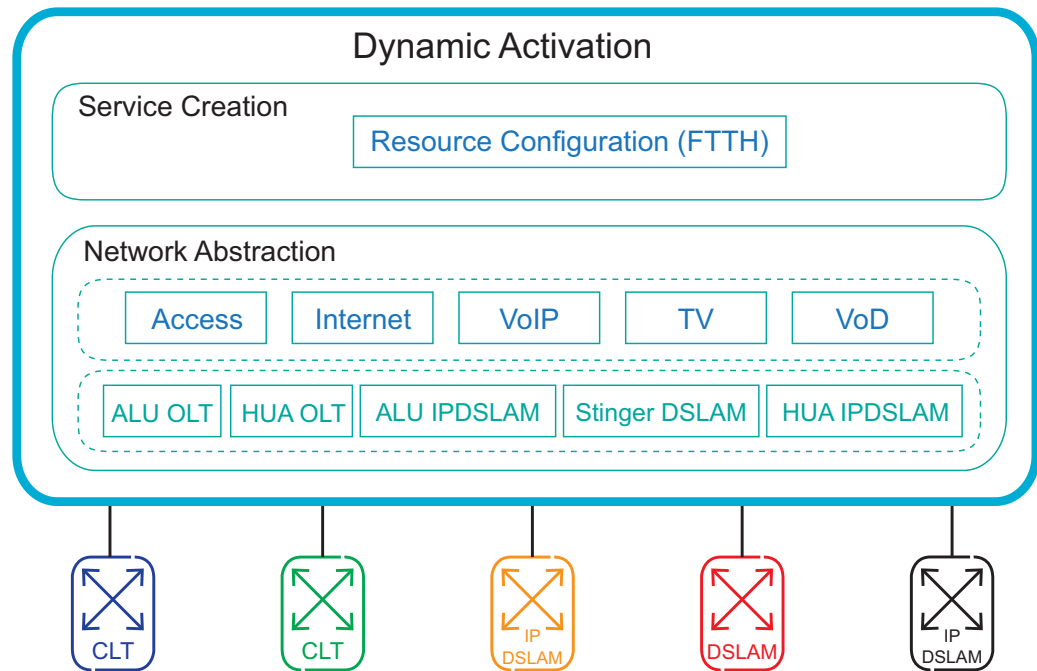 Dynamic Activation
Service Creation
Resource Configuration (FTTH)
Network Abstraction
Access
Internet
VoIP
TV
VoD
ALU OLT
HUA OLT
ALU IPDSLAM
Stinger DSLAM
HUA IPDSLAM
CLT
CLT
IP
DSLAM
DSLAM
IP
DSLAM